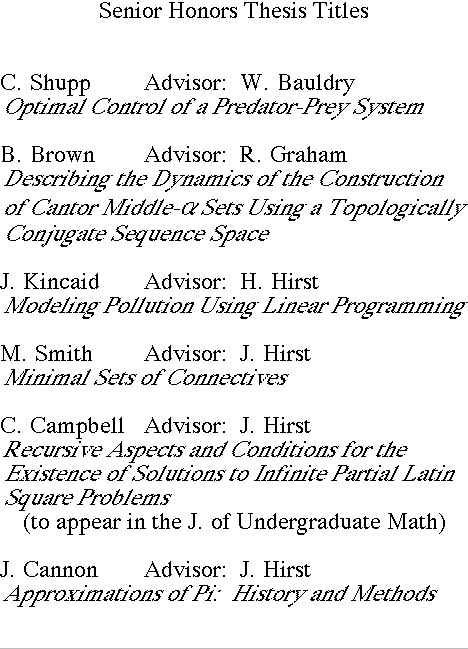 Senior Honors Thesis Titles
C. Shupp Advisor: W. Bauldry
Optimal Control of a Predator-Prey System
B. Brown Advisor: R. Graham
Describing the Dynamics of the Construction
of Cantor Middle-α Sets Using a Topologically
Conjugate Sequence Space
J. Kincaid Advisor: H. Hirst
Modeling Pollution Using Linear Programming
M. Smith Advisor: J. Hirst
Minimal Sets of Connectives
C. Campbell Advisor: J. Hirst
Recursive Aspects and Conditions for the
Existence of Solutions to Infinite Partial Latin
Square Problems
(to appear in the J. of Undergraduate Math)
J. Cannon Advisor: J. Hirst
Approximations of Pi: History and Methods